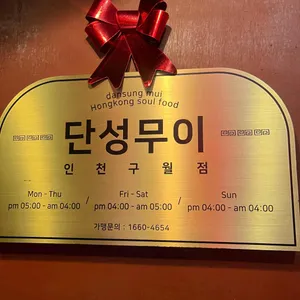 dansung mui
Hongkong soul food
단성무이
인천구월점
Mon - Thu / Fri - Sat / Sun
pm 05:00 - am 04:00 / pm 04:00 - am 05:00 / pm 04:00 - am 04:00
가맹문의 : 1660-4654